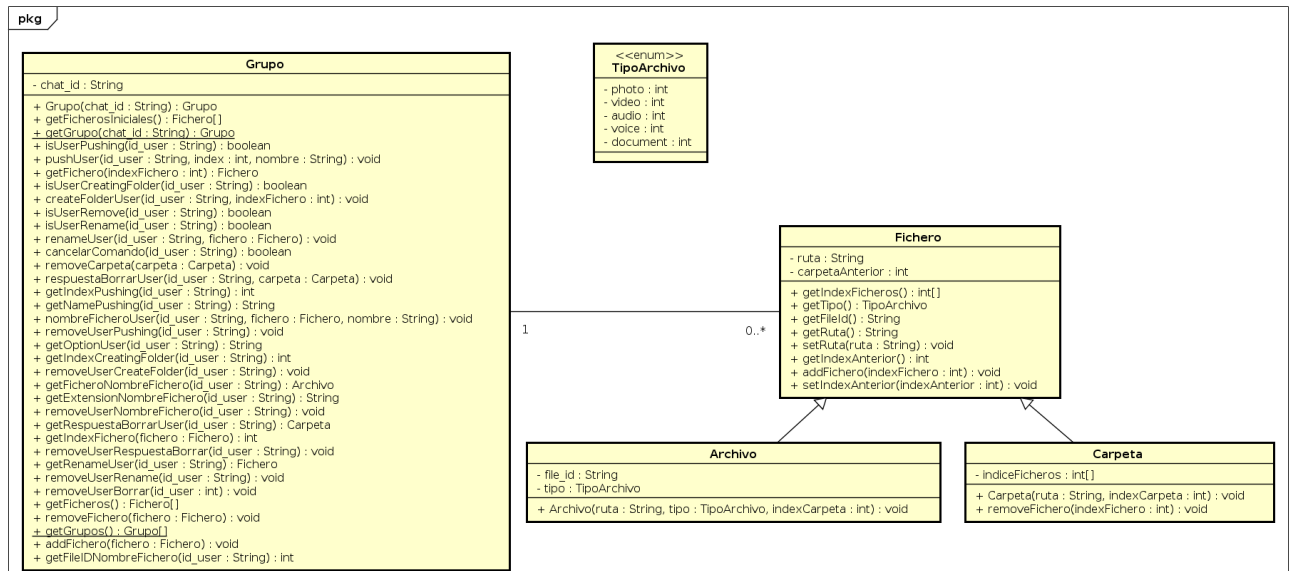 pkg
Grupo
- chat_id : String
+ Grupo(chat_id : String) : Grupo
+ getFicherosIniciales() : Fichero[]
+ getGrupo(chat_id : String) : Grupo
+ isUserPushing(id_user : String) : boolean
+ pushUser(id_user : String, index : int, nombre : String) : void
+ getFichero(indexFichero : int) : Fichero
+ isUserCreatingFolder(id_user : String) : boolean
+ createFolderUser(id_user : String, indexFichero : int) : void
+ isUserRemove(id_user : String) : boolean
+ isUserRename(id_user : String) : boolean
+ renameUser(id_user : String, fichero : Fichero) : void
+ cancelarComando(id_user : String) : boolean
+ removeCarpeta(carpeta : Carpeta) : void
+ respuestaBorrarUser(id_user : String, carpeta : Carpeta) : void
+ getIndexPushing(id_user : String) : int
+ getNamePushing(id_user : String) : String
+ nombreFicheroUser(id_user : String, fichero : Fichero, nombre : String) : void
+ removeUserPushing(id_user : String) : void
+ getOptionUser(id_user : String) : String
+ getIndexCreatingFolder(id_user : String) : int
+ removeUserCreateFolder(id_user : String) : void
+ getFicheroNombreFichero(id_user : String) : Archivo
+ getExtensionNombreFichero(id_user : String) : String
+ removeUserNombreFichero(id_user : String) : void
+ getRespuestaBorrarUser(id_user : String) : Carpeta
+ getIndexFichero(fichero : Fichero) : int
+ removeUserRespuestaBorrar(id_user : String) : void
+ getRenameUser(id_user : String) : Fichero
+ removeUserRename(id_user : String) : void
+ removeUserBorrar(id_user : int) : void
+ getFicheros() : Fichero[]
+ removeFichero(fichero : Fichero) : void
+ getGrupos() : Grupo[]
+ addFichero(fichero : Fichero) : void
+ getFileIDNombreFichero(id_user : String) : int
<<enum>>
TipoArchivo
- photo : int
- video : int
- audio : int
- voice : int
- document : int
1
0..*
Fichero
- ruta : String
- carpetaAnterior : int
+ getIndexFicheros() : int[]
+ getTipo() : TipoArchivo
+ getFileId() : String
+ getRuta() : String
+ setRuta(ruta : String) : void
+ getIndexAnterior() : int
+ addFichero(indexFichero : int) : void
+ setIndexAnterior(indexAnterior : int) : void
Archivo
- file_id : String
- tipo : TipoArchivo
+ Archivo(ruta : String, tipo : TipoArchivo, indexCarpeta : int) : void
Carpeta
- indiceFicheros : int[]
+ Carpeta(ruta : String, indexCarpeta : int) : void
+ removeFichero(indexFichero : int) : void